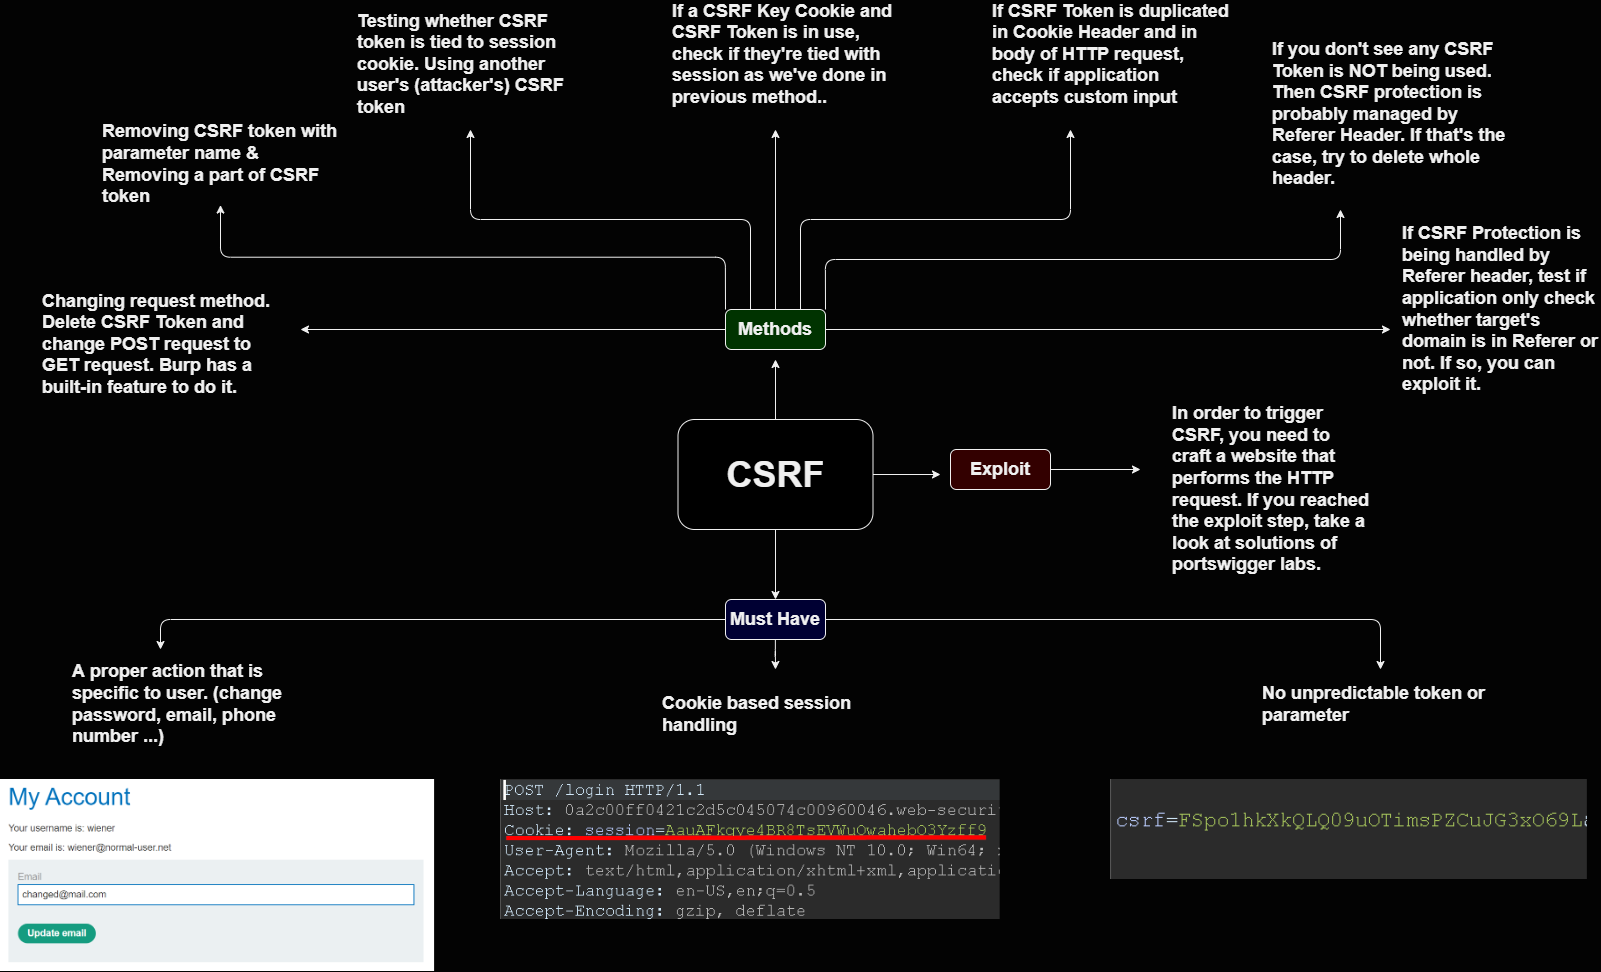 Testing whether CSRF
token is tied to session
cookie. Using another
user's (attacker's) CSRF
token
If a CSRF Key Cookie and
CSRF Token is in use,
check if they're tied with
session as we've done in
previous method..
If CSRF Token is duplicated
in Cookie Header and in
body of HTTP request,
check if application
accepts custom input
If you don't see any CSRF
Token is NOT being used.
Then CSRF protection is
probably managed by
Referer Header. If that's the
case, try to delete whole
header.
Removing CSRF token with
parameter name &
Removing a part of CSRF
token
If CSRF Protection is
being handled by
Referer header, test if
application only check
whether target's
domain is in Referer or
not. If so, you can
exploit it.
Changing request method.
Delete CSRF Token and
change POST request to
GET request. Burp has a
built-in feature to do it.
Methods
CSRF
Exploit
In order to trigger
CSRF, you need to
craft a website that
performs the HTTP
request. If you reached
the exploit step, take a
look at solutions of
portswigger labs.
Must Have
A proper action that is
specific to user. (change
password, email, phone
number ...)
Cookie based session
handling
No unpredictable token or
parameter
My Account
Your username is: wiener
Your email is: wiener@normal-user.net
Email
changed@mail.com
Update email
POST /login HTTP/1.1
Host: 0a2c00ff0421c2d5c045074c00960046.web-securi
Cookie: session=AauAFkqve4BR8TsEVWuOwahebO3Yzff9
User-Agent: Mozilla/5.0 (Windows NT 10.0; Win64;
Accept: text/html,application/xhtml+xml,applicati
Accept-Language: en-US,en;q=0.5
Accept-Encoding: gzip, deflate
csrf=FSpo1hkXkQLQ09uOTimsPZCuJG3xO69L&